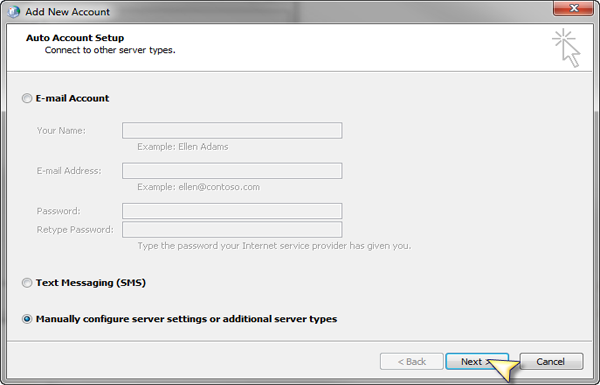 Add New Account
Auto Account Setup
Connect to other server types.
E-mail Account
Your Name:
Example: Ellen Adams
E-mail Address:
Example: ellen@contoso.com
Password:
Retype Password:
Type the password your Internet service provider has given you.
Text Messaging (SMS)
Manually configure server settings or additional server types
< Back Next > Cancel